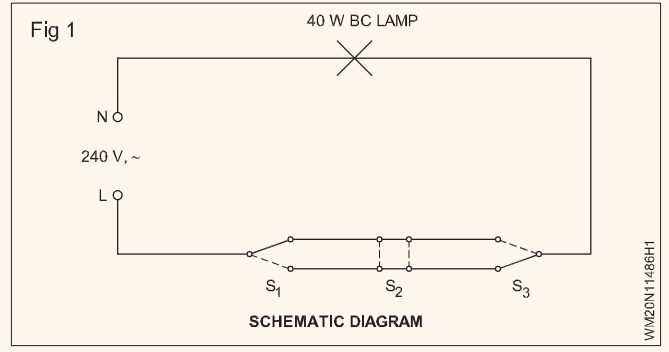 Fig 1
40 W BC LAMP
N
240 V, ~
L
S1
S2
S3
SCHEMATIC DIAGRAM
WM20N11486H1